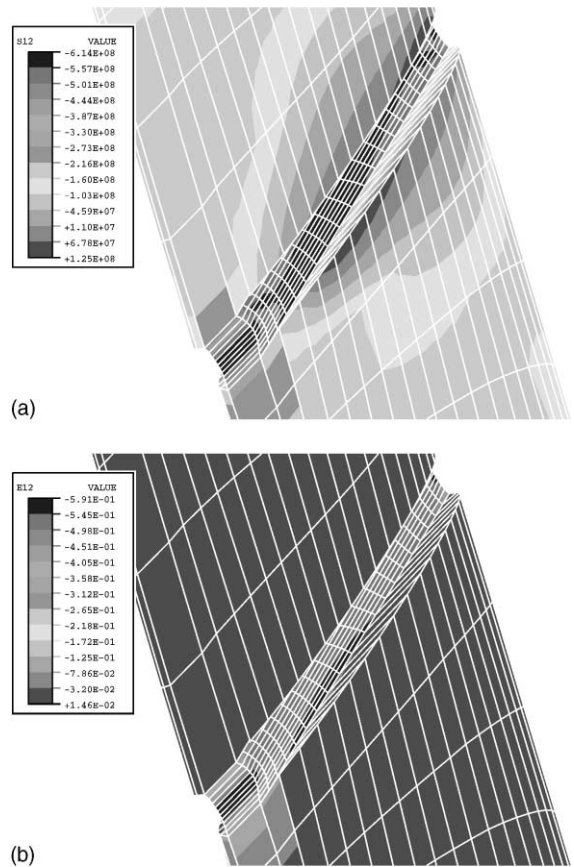 S12 VALUE
-6.14E+08
-5.57E+08
-5.01E+08
-4.44E+08
-3.87E+08
-3.30E+08
-2.73E+08
-2.16E+08
-1.60E+08
-1.03E+08
-4.59E+07
+1.10E+07
+6.78E+07
+1.25E+08
(a)
E12 VALUE
-5.91E-01
-5.45E-01
-4.98E-01
-4.51E-01
-4.05E-01
-3.58E-01
-3.12E-01
-2.65E-01
-2.18E-01
-1.72E-01
-1.25E-01
-7.86E-02
-3.20E-02
+1.46E-02
(b)